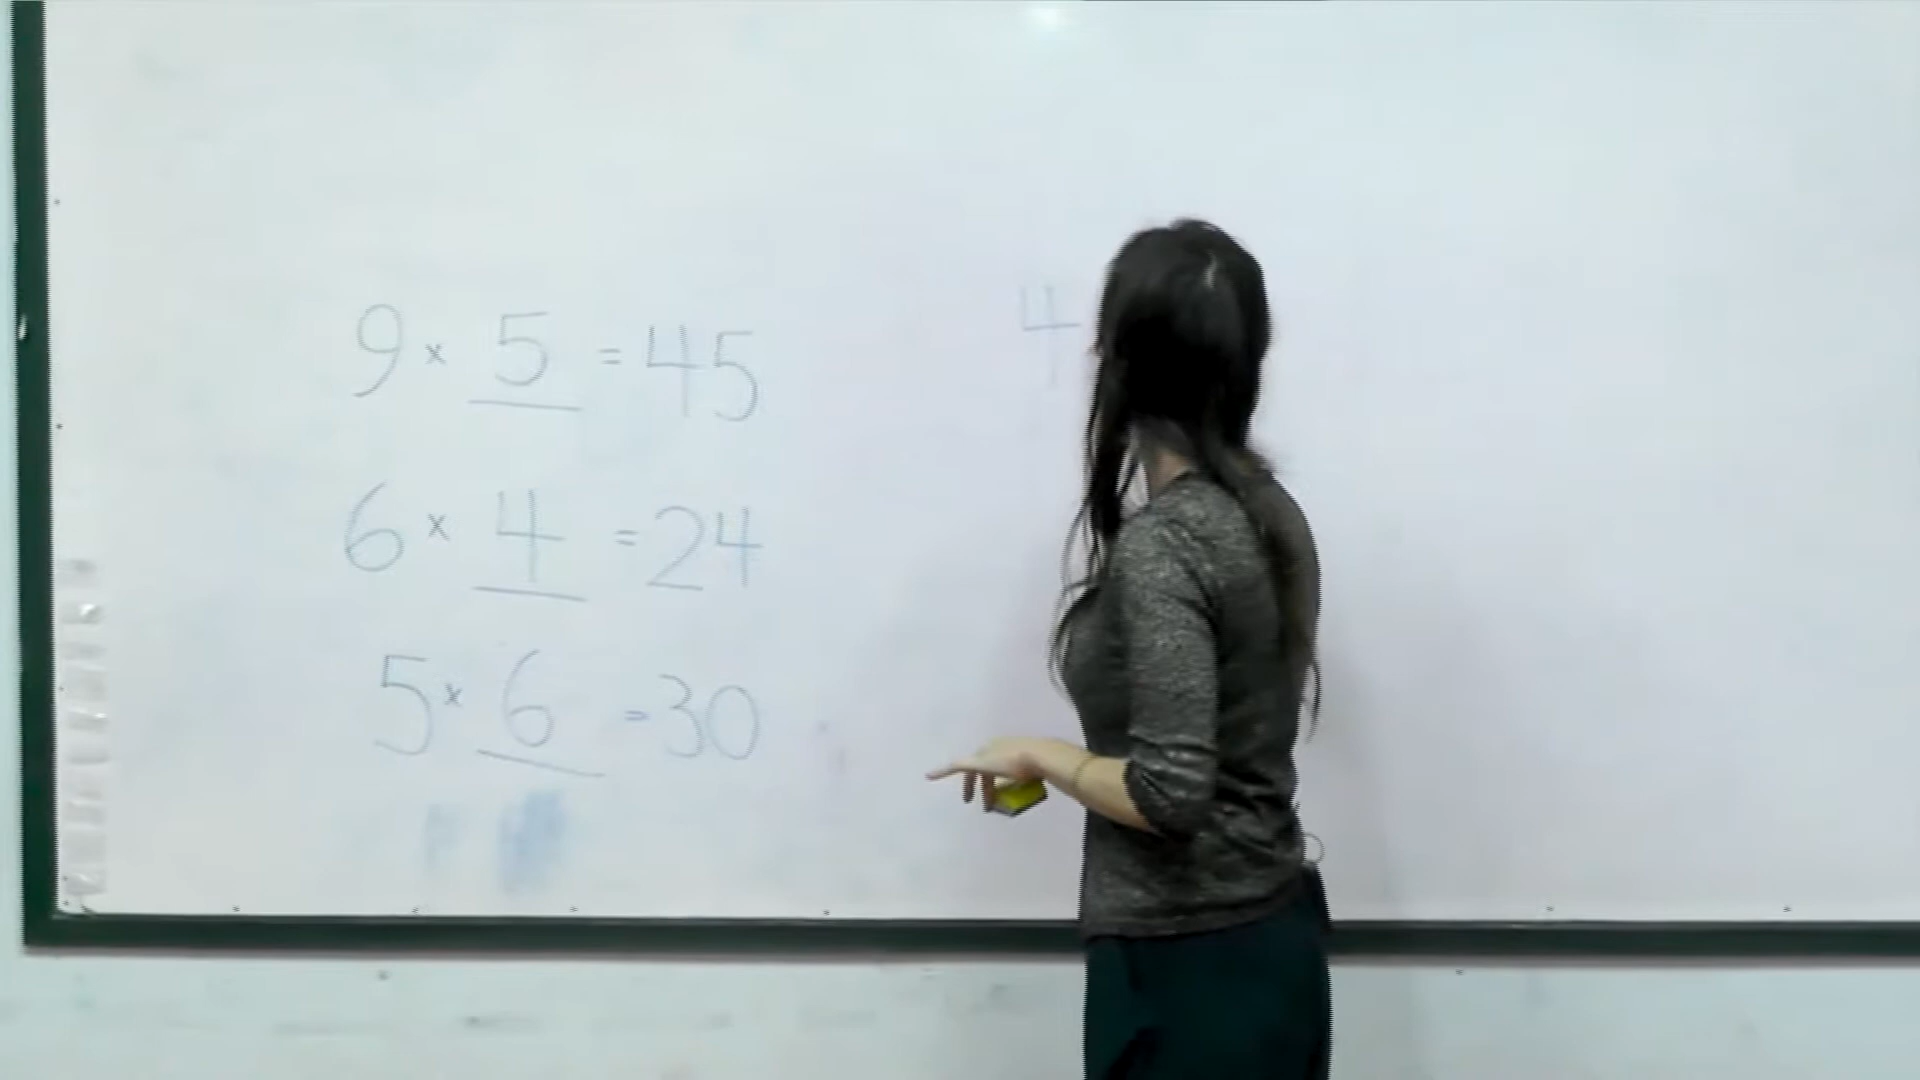 9 × 5 = 45
6 × 4 = 24
5 × 6 = 30
4